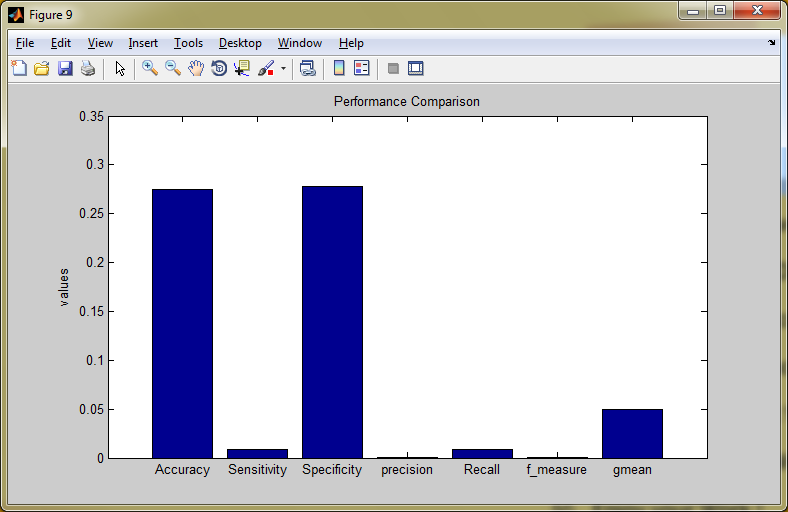 Figure 9
File Edit View Insert Tools Desktop Window Help
Performance Comparison
0.35
0.3
0.25
0.2
0.15
0.1
0.05
0
values
Accuracy Sensitivity Specificity precision Recall f_measure gmean